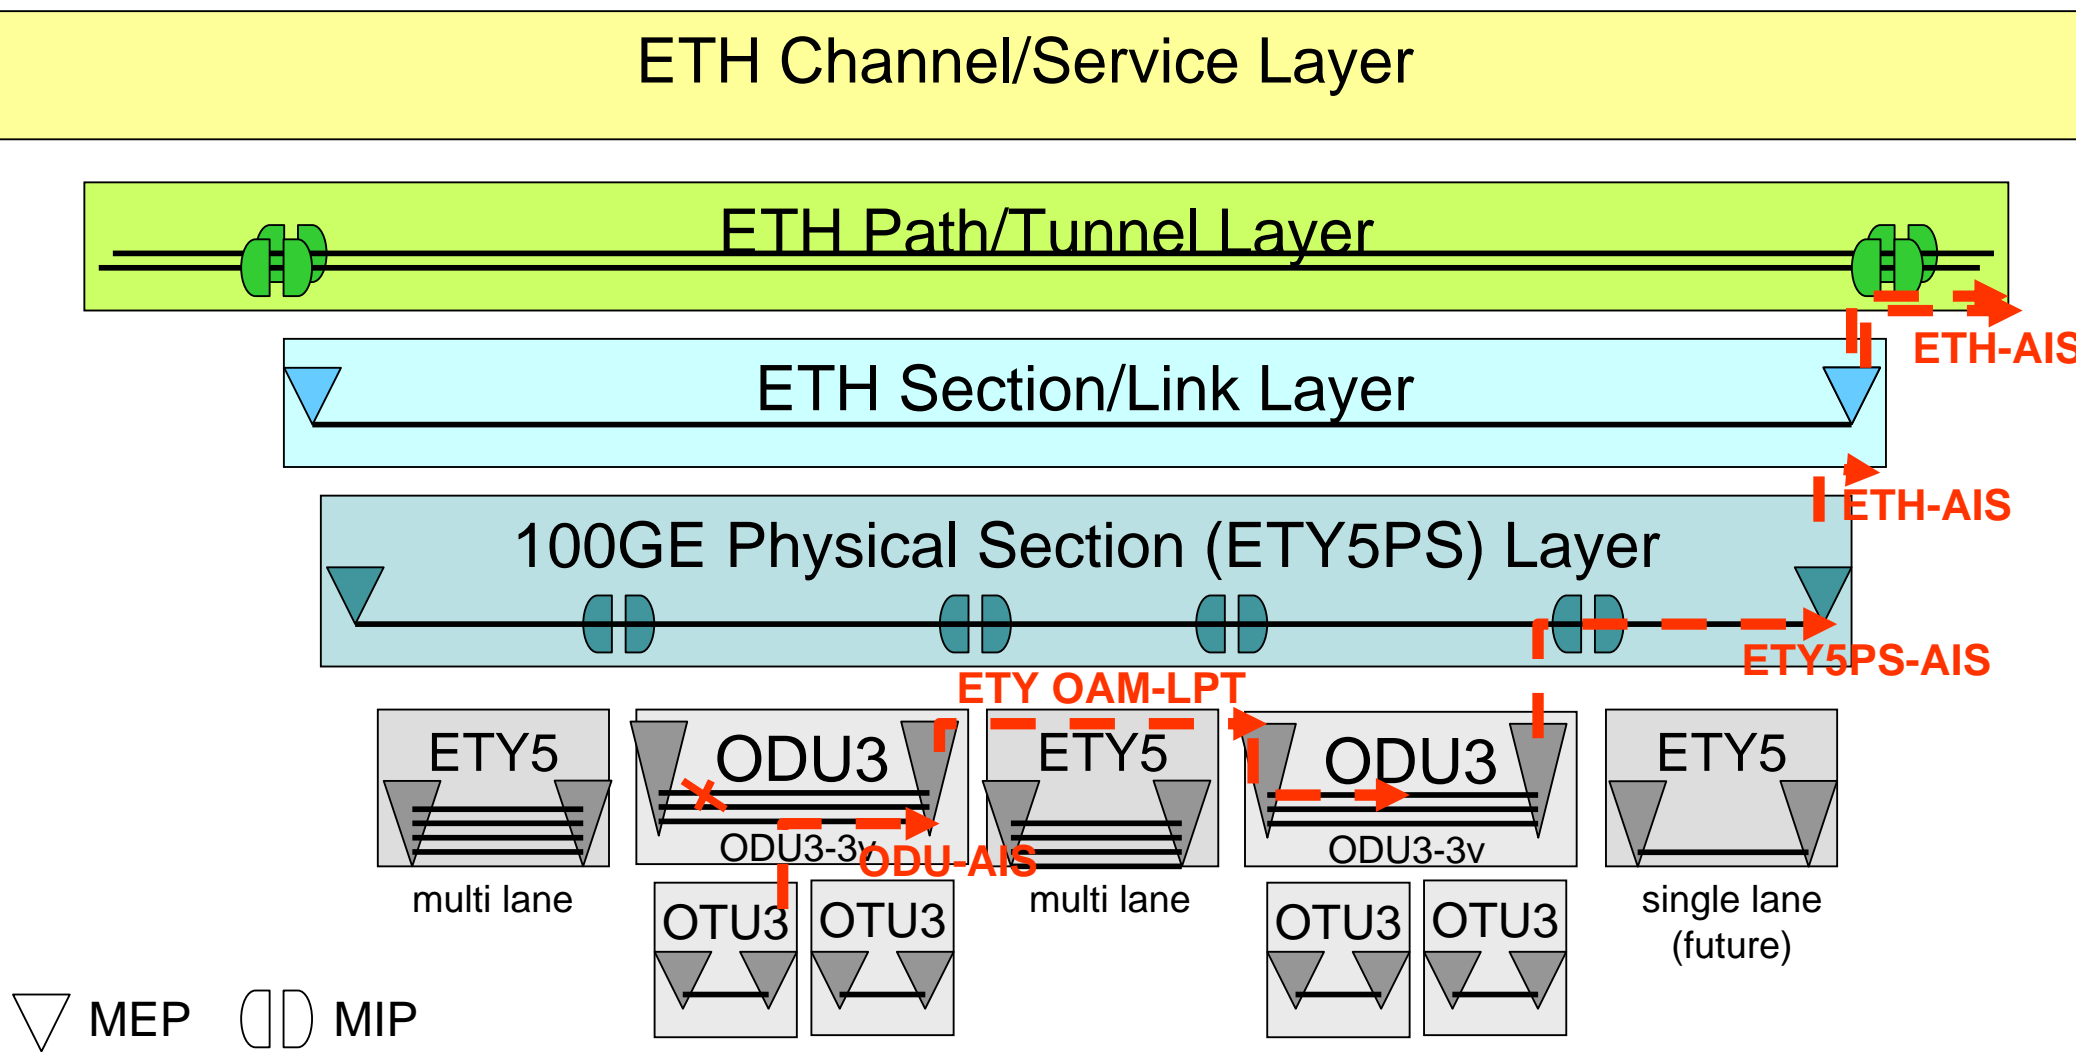 ETH Channel/Service Layer
ETH Path/Tunnel Layer
ETH-AIS
ETH Section/Link Layer
ETH-AIS
100GE Physical Section (ETY5PS) Layer
ETY5PS-AIS
ETY OAM-LPT
ETY5
ODU3
ETY5
ODU3
ETY5
ODU3-3v
ODU-AIS
ODU3-3v
multi lane
multi lane
single lane
(future)
OTU3
OTU3
OTU3
OTU3
MEP
MIP